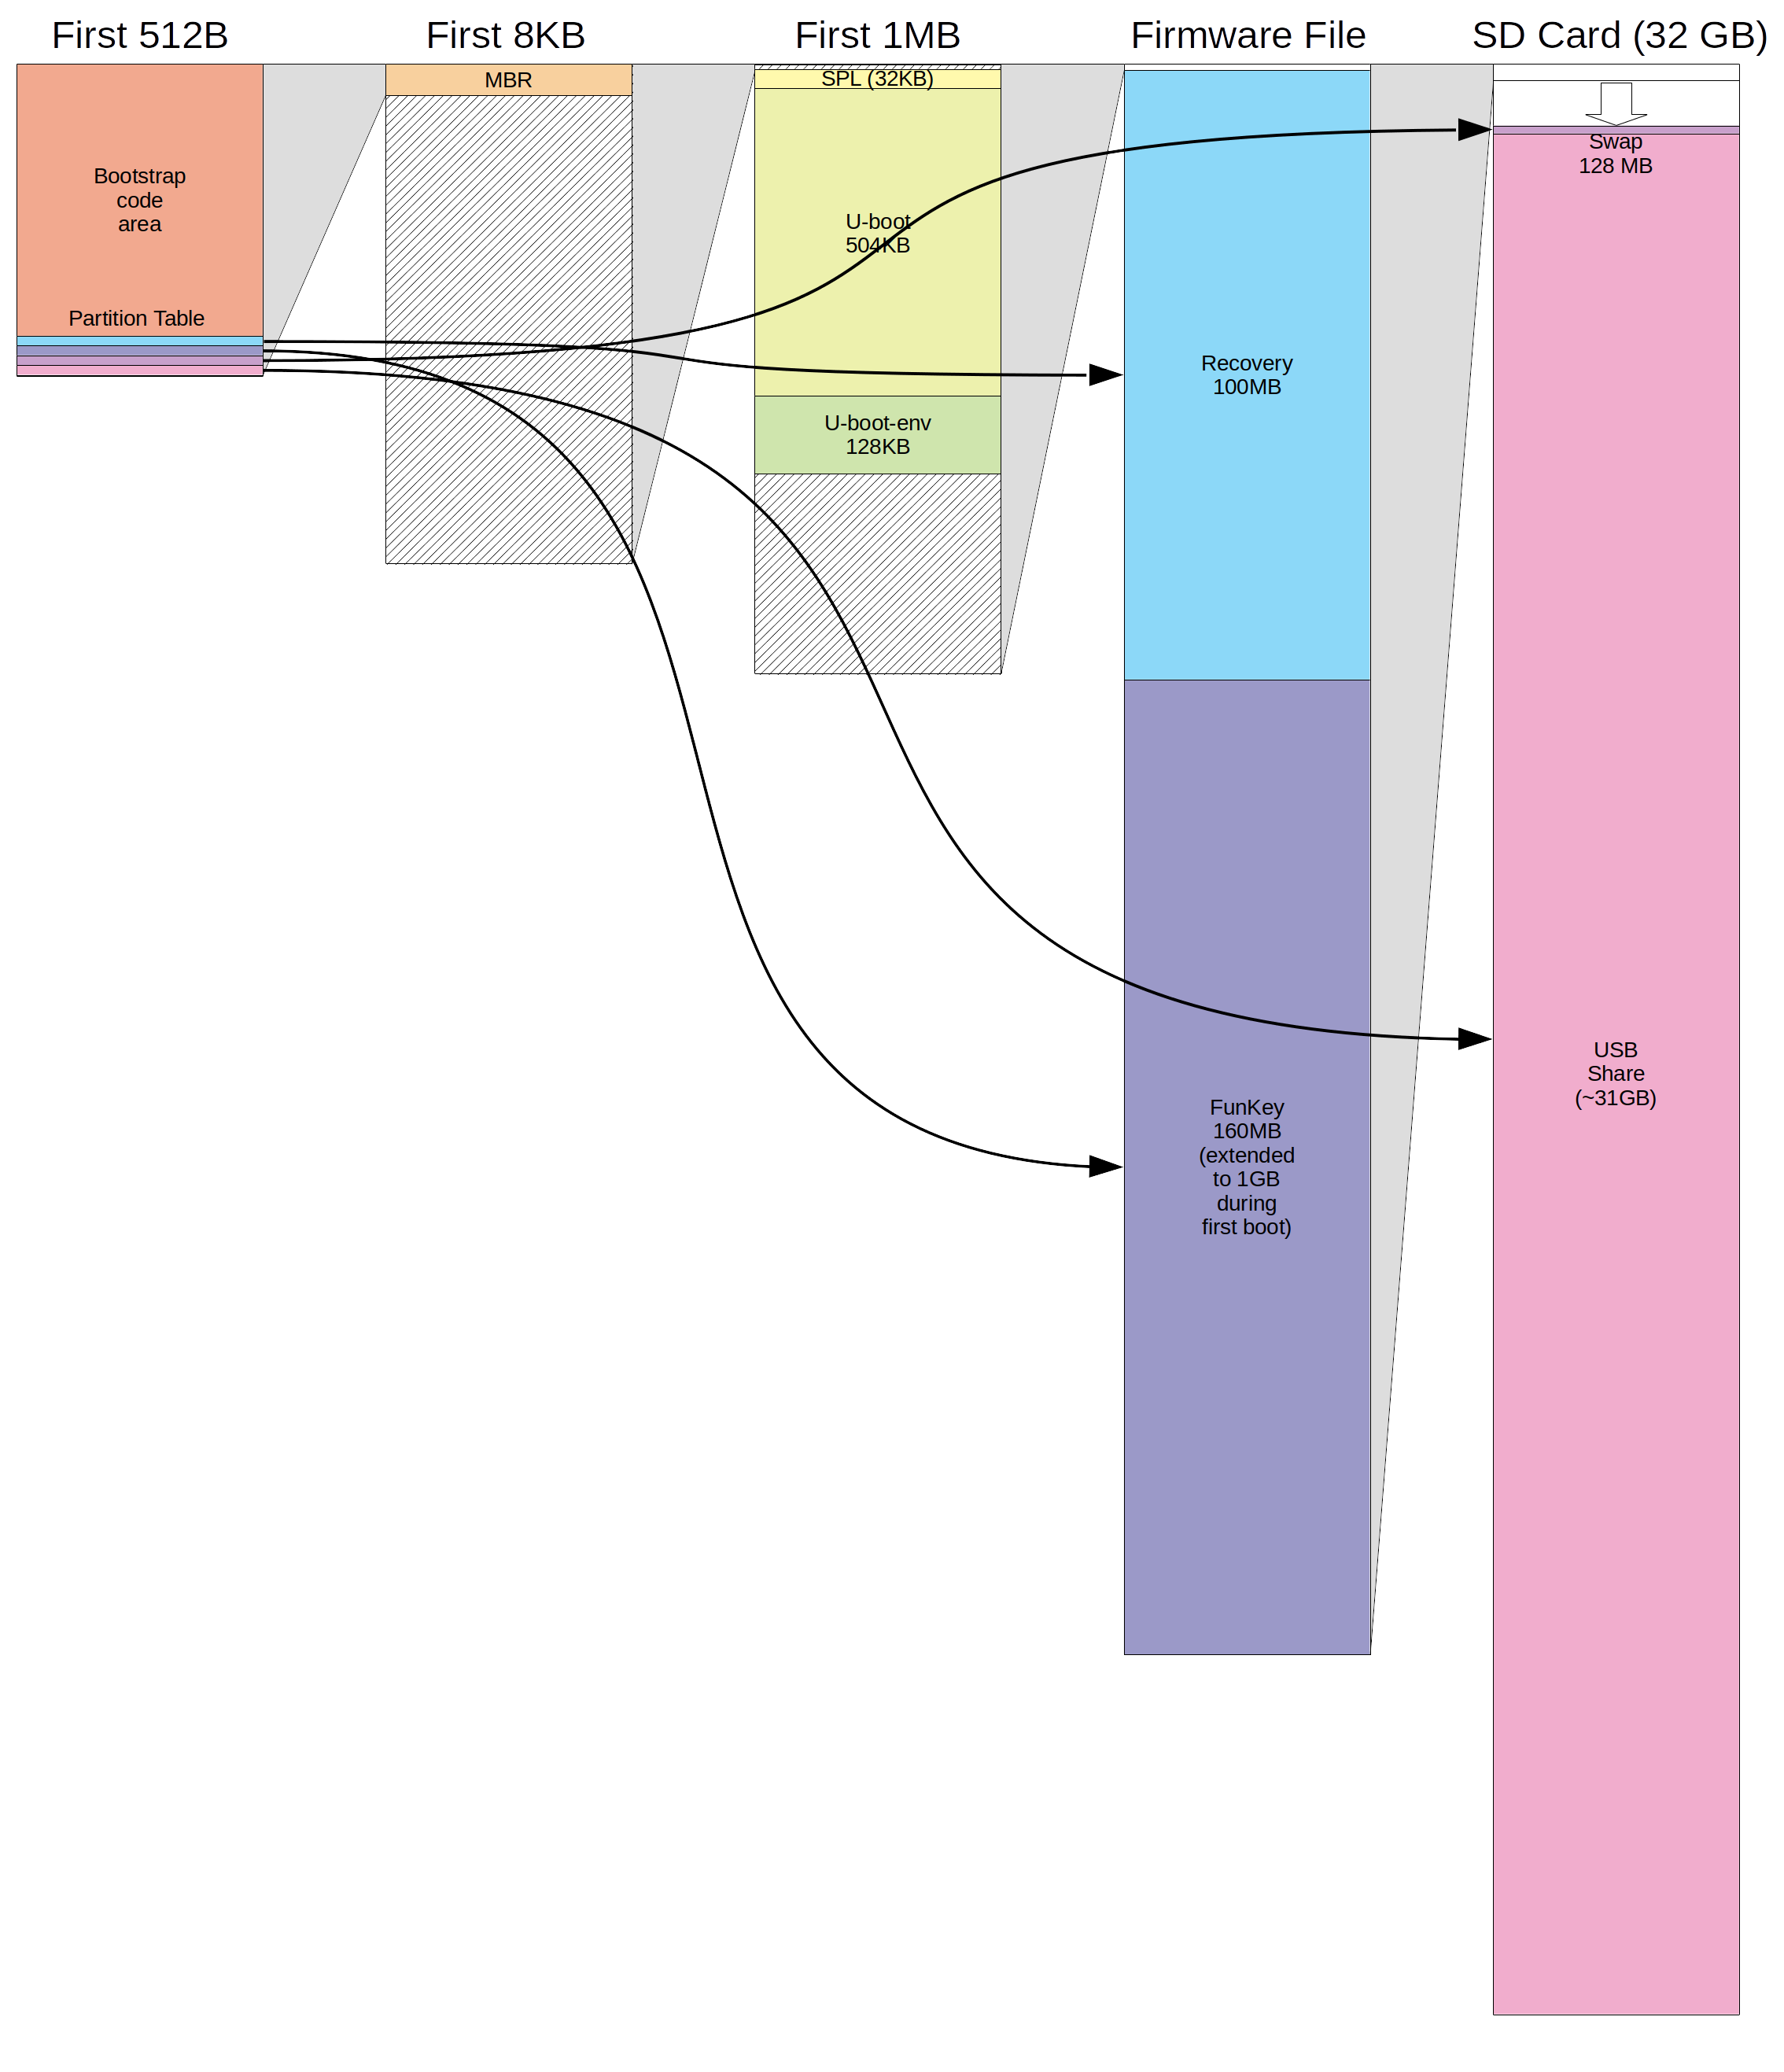 First 512B
First 8KB
First 1MB
Firmware File
SD Card (32 GB)
Bootstrap
code
area
Partition Table
MBR
SPL (32KB)
U-boot
504KB
U-boot-env
128KB
Recovery
100MB
FunKey
160MB
(extended
to 1GB
during
first boot)
Swap
128 MB
USB
Share
(~31GB)